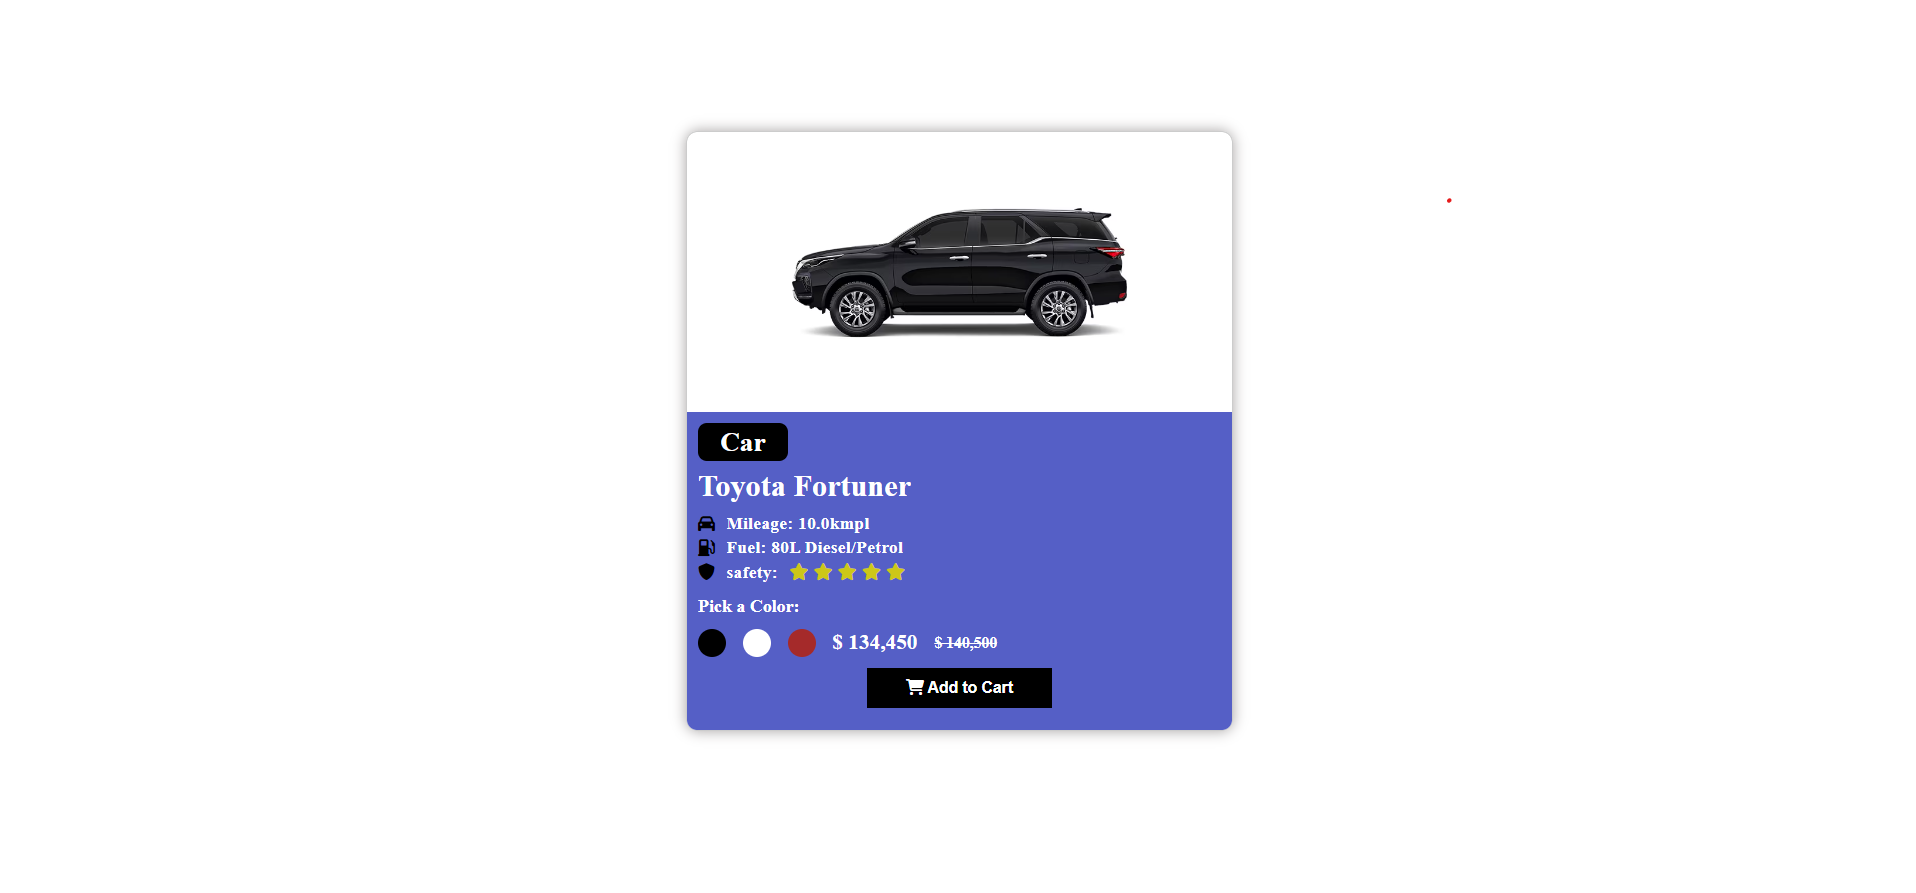 Car
Toyota Fortuner
Mileage: 10.0kmpl
Fuel: 80L Diesel/Petrol
safety:
Pick a Color:
$ 134,450 $ 140,500
Add to Cart